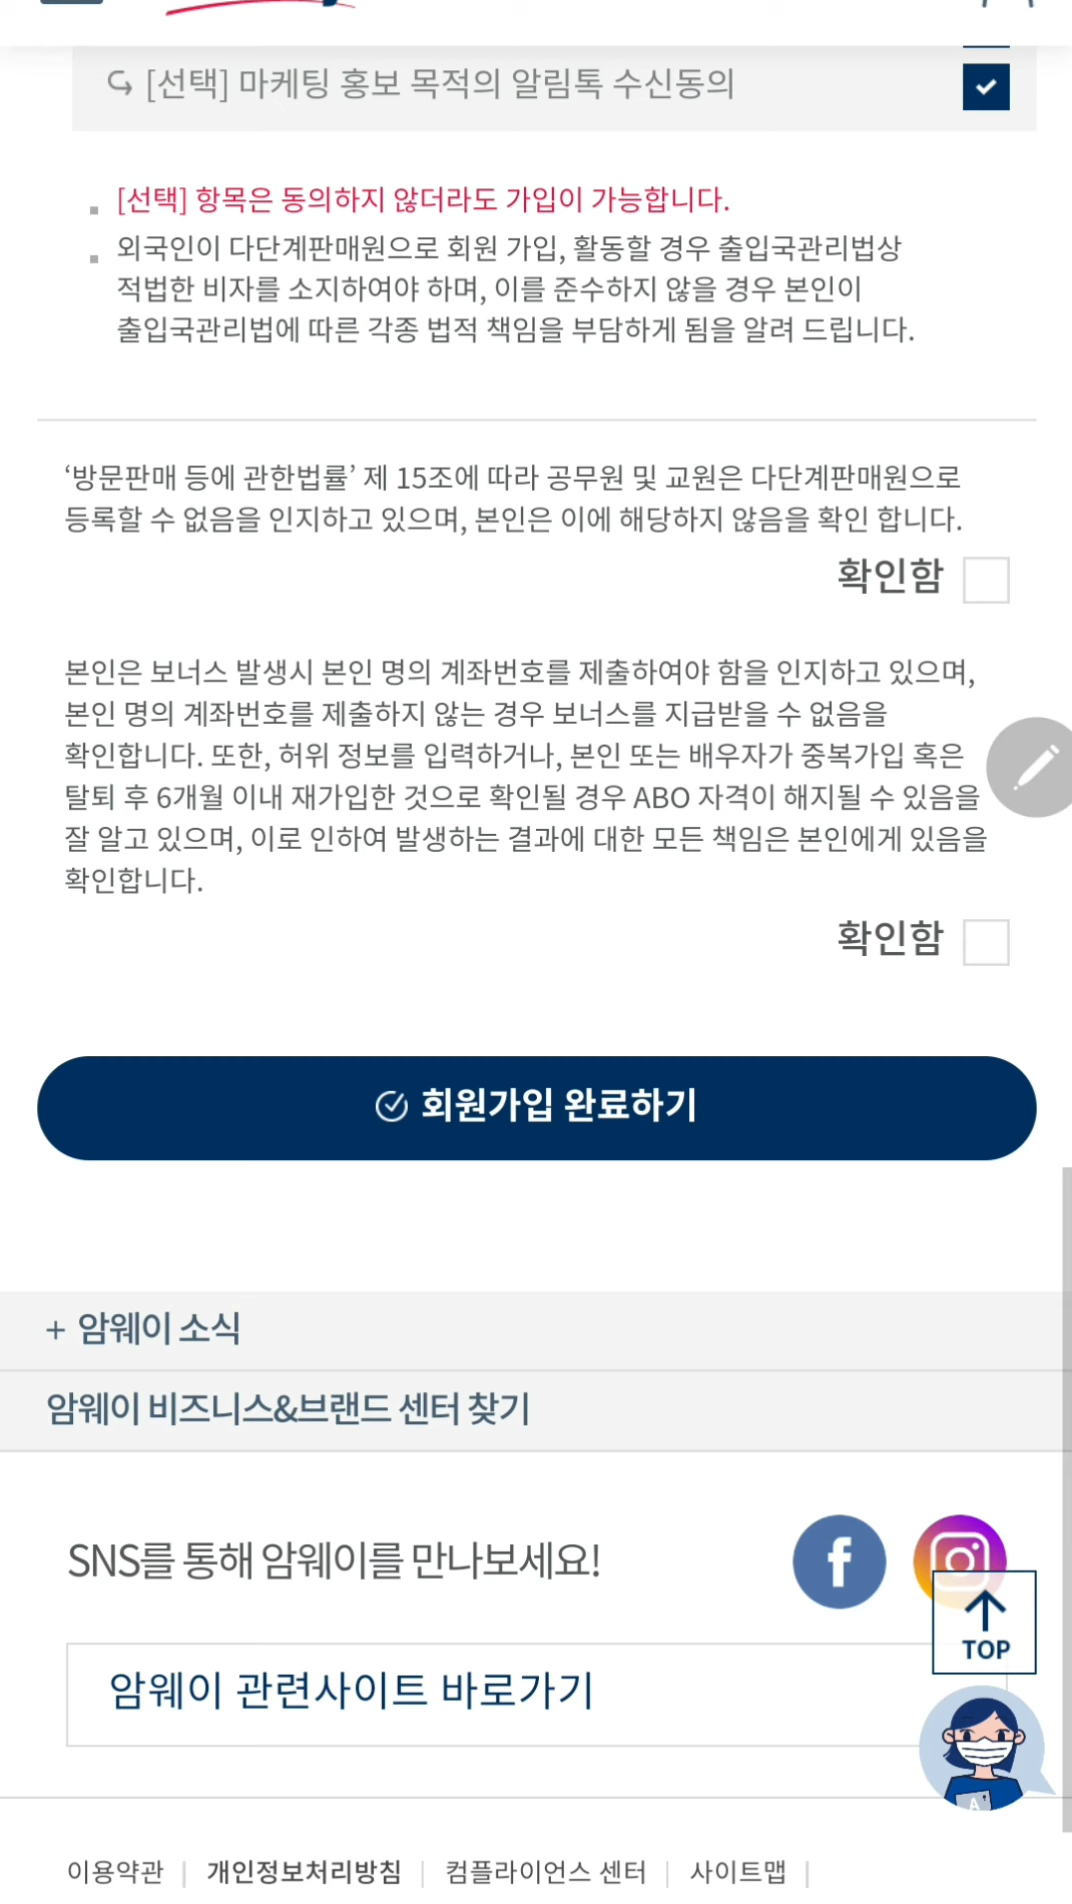 [선택] 마케팅 홍보 목적의 알림톡 수신동의
[선택] 항목은 동의하지 않더라도 가입이 가능합니다.
외국인이 다단계판매원으로 회원 가입, 활동할 경우 출입국관리법상
적법한 비자를 소지하여야 하며, 이를 준수하지 않을 경우 본인이
출입국관리법에 따른 각종 법적 책임을 부담하게 됨을 알려 드립니다.
‘방문판매 등에 관한법률’ 제 15조에 따라 공무원 및 교원은 다단계판매원으로
등록할 수 없음을 인지하고 있으며, 본인은 이에 해당하지 않음을 확인 합니다.
확인함
본인은 보너스 발생시 본인 명의 계좌번호를 제출하여야 함을 인지하고 있으며,
본인 명의 계좌번호를 제출하지 않는 경우 보너스를 지급받을 수 없음을
확인합니다. 또한, 허위 정보를 입력하거나, 본인 또는 배우자가 중복가입 혹은
탈퇴 후 6개월 이내 재가입한 것으로 확인될 경우 ABO 자격이 해지될 수 있음을
잘 알고 있으며, 이로 인하여 발생하는 결과에 대한 모든 책임은 본인에게 있음을
확인합니다.
확인함
회원가입 완료하기
+ 암웨이 소식
암웨이 비즈니스&브랜드 센터 찾기
SNS를 통해 암웨이를 만나보세요!
TOP
암웨이 관련사이트 바로가기
A
이용약관 | 개인정보처리방침 | 컴플라이언스 센터 | 사이트맵 |